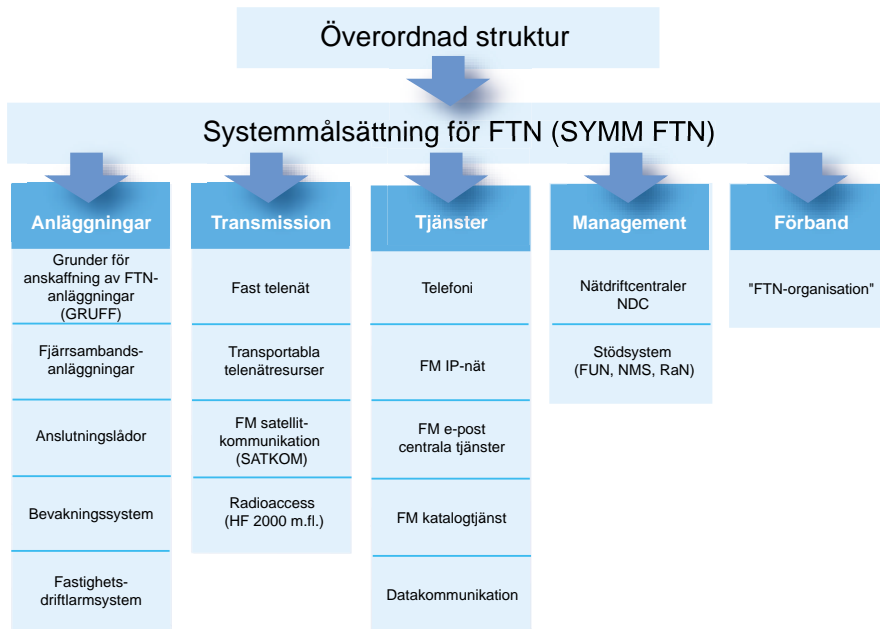 Överordnad struktur
Systemmålsättning för FTN (SYMM FTN)
Anläggningar
Grunder för
anskaffning av FTN-
anläggningar
(GRUFF)
Fjärrsambands-
anläggningar
Anslutningslådor
Bevakningssystem
Fastighets-
driftlarmsystem
Transmission
Fast telenät
Transportabla
telenätresurser
FM satellit-
kommunikation
(SATKOM)
Radioaccess
(HF 2000 m.fl.)
Tjänster
Telefoni
FM IP-nät
FM e-post
centrala tjänster
FM katalogtjänst
Datakommunikation
Management
Nätdriftcentraler
NDC
Stödsystem
(FUN, NMS, RaN)
Förband
"FTN-organisation"